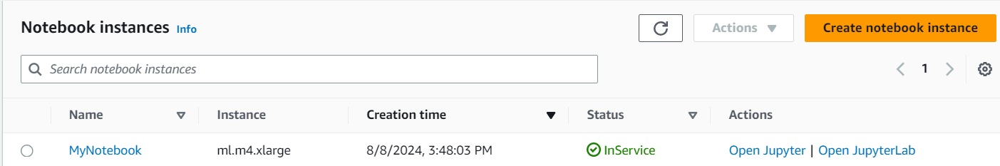 Notebook instances Info
Actions
Create notebook instance
Search notebook instances
1
Name Instance Creation time Status Actions
MyNotebook ml.m4.xlarge 8/8/2024, 3:48:03 PM InService Open Jupyter | Open JupyterLab